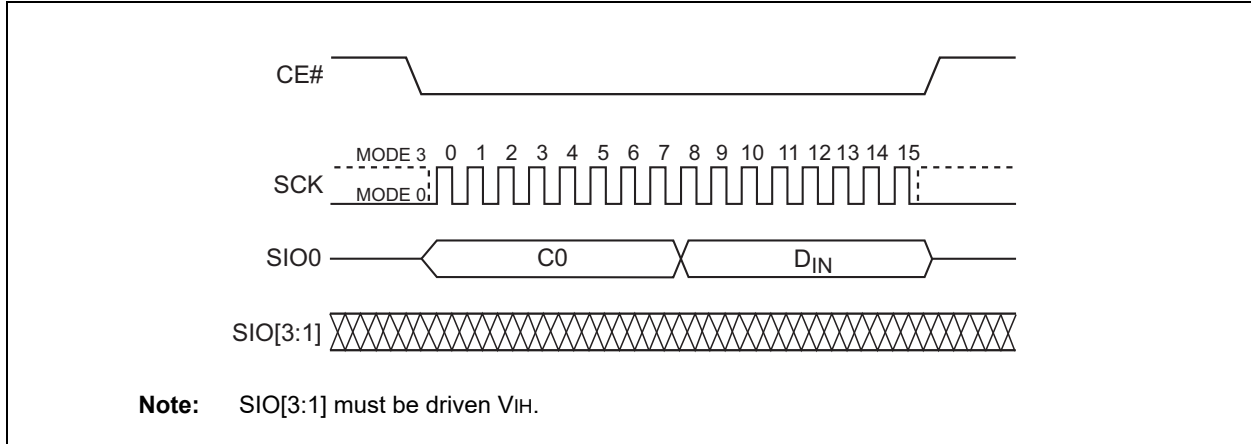 CE#
MODE 3 0 1 2 3 4 5 6 7 8 9 10 11 12 13 14 15
SCK
MODE 0
SIO0 C0 DIN
SIO[3:1]
Note: SIO[3:1] must be driven VIH.